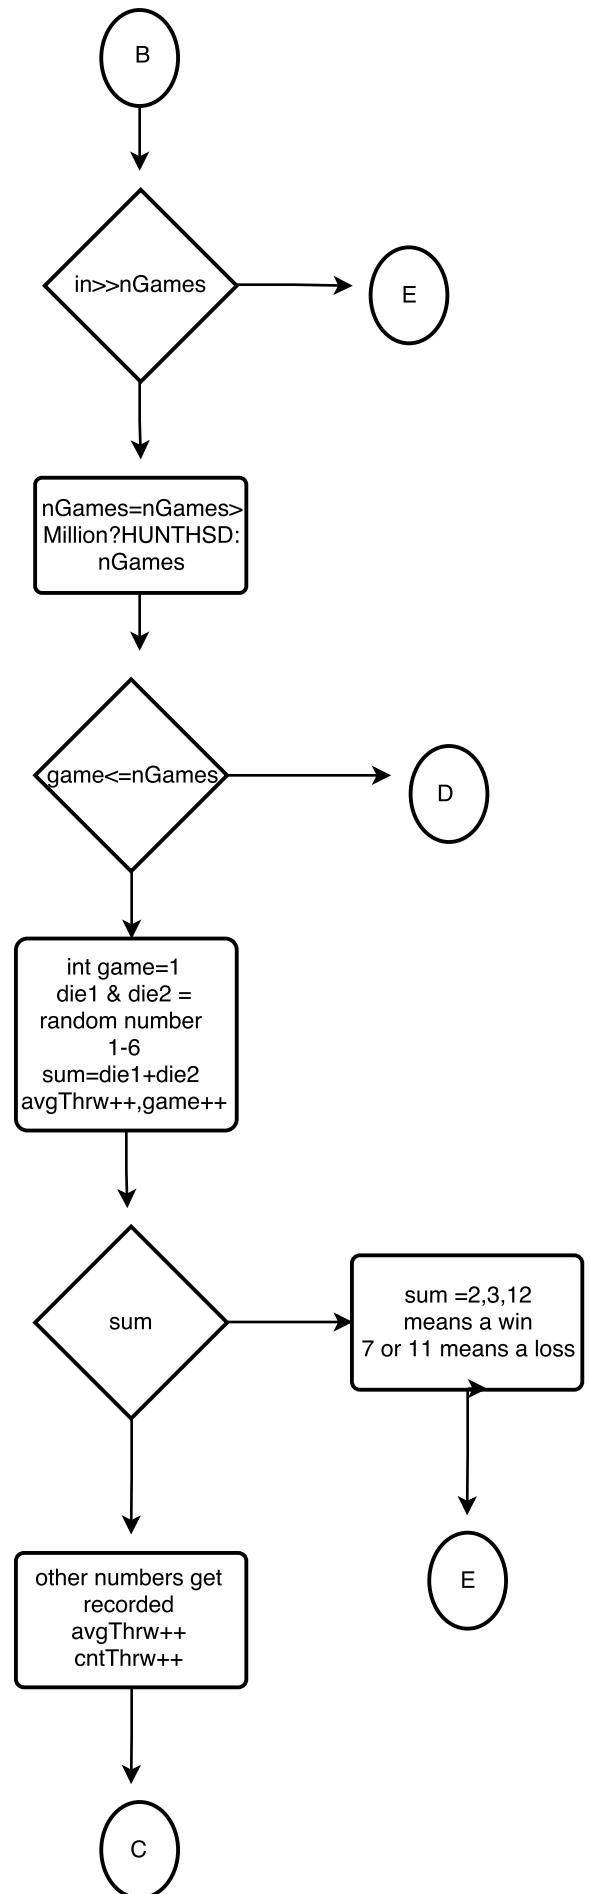 B
in>>nGames
E
nGames=nGames>
Million?HUNTHSD:
nGames
game<=nGames
D
int game=1
die1 & die2 =
random number
1-6
sum=die1+die2
avgThrw++,game++
sum
sum =2,3,12
means a win
7 or 11 means a loss
E
other numbers get
recorded
avgThrw++
cntThrw++
C